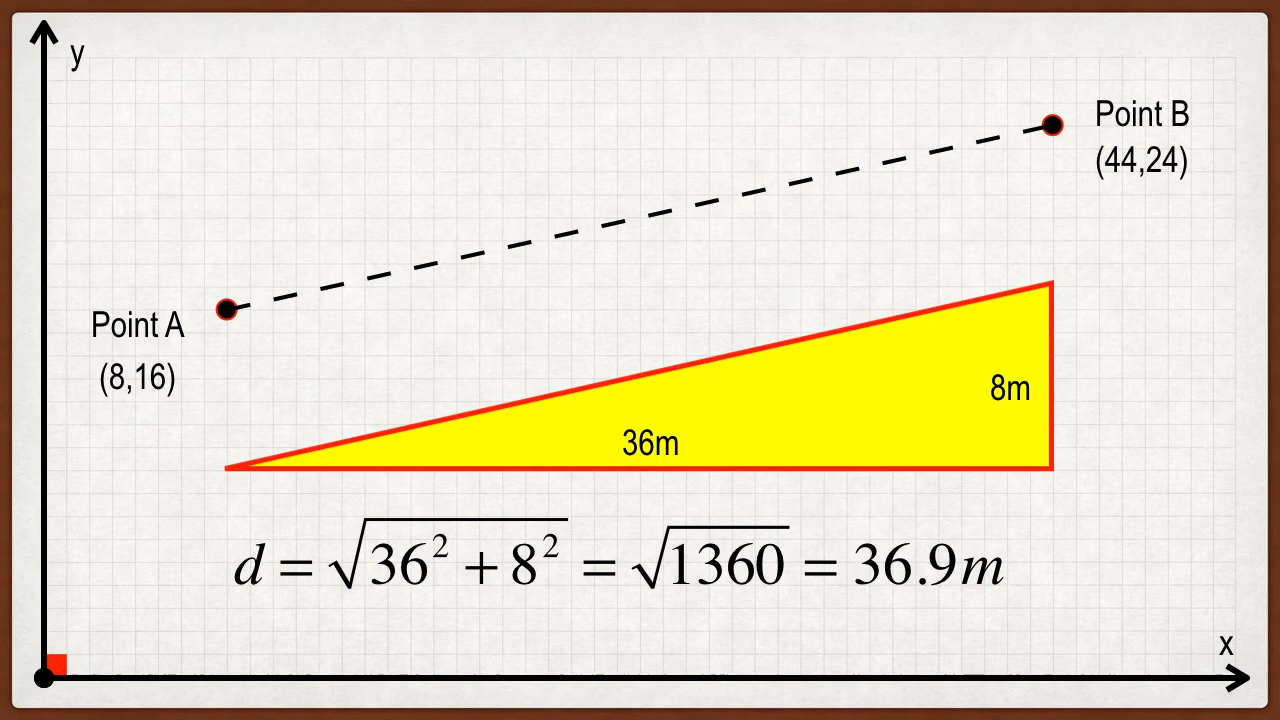 y
Point B
(44,24)
Point A
(8,16)
8m
36m
d = √36² + 8² = √1360 = 36.9m
x